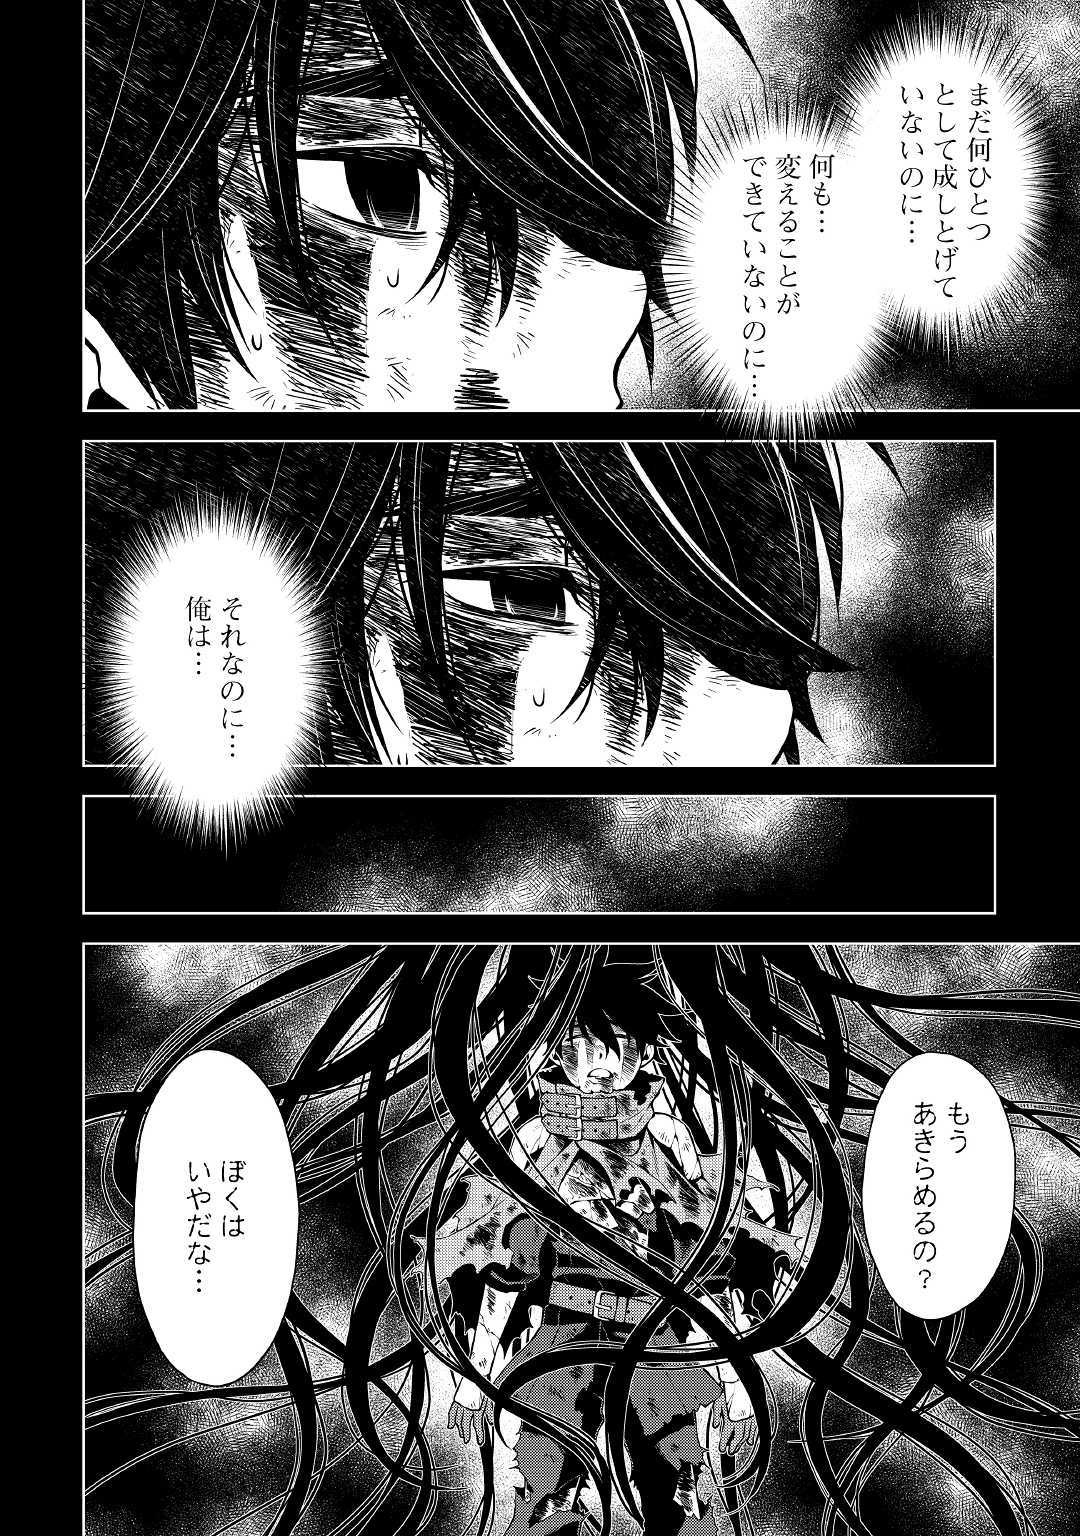 まだ何ひとつ
として成しとげて
いないのに…
何も…
変えることが
できていないのに…
それなのに…
俺は…
もう
あきらめるの？
ぼくは
いやだな…